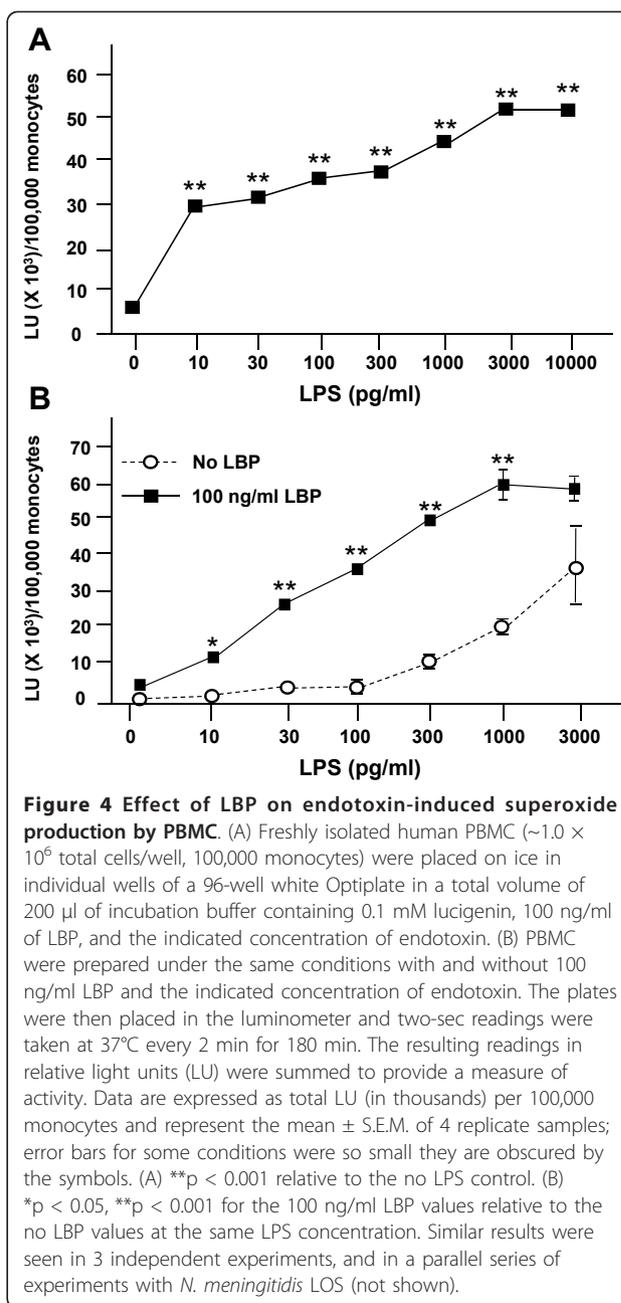 A
LU (X 10³)/100,000 monocytes
60
50
40
30
20
10
0
** ** ** ** ** ** **
0 10 30 100 300 1000 3000 10000
LPS (pg/ml)
B
LU (X 10³)/100,000 monocytes
70
60
50
40
30
20
10
0
No LBP
100 ng/ml LBP
* ** ** ** **
0 10 30 100 300 1000 3000
LPS (pg/ml)
Figure 4 Effect of LBP on endotoxin-induced superoxide
production by PBMC. (A) Freshly isolated human PBMC (~1.0 ×
10⁶ total cells/well, 100,000 monocytes) were placed on ice in
individual wells of a 96-well white Optiplate in a total volume of
200 μl of incubation buffer containing 0.1 mM lucigenin, 100 ng/ml
of LBP, and the indicated concentration of endotoxin. (B) PBMC
were prepared under the same conditions with and without 100
ng/ml LBP and the indicated concentration of endotoxin. The plates
were then placed in the luminometer and two-sec readings were
taken at 37°C every 2 min for 180 min. The resulting readings in
relative light units (LU) were summed to provide a measure of
activity. Data are expressed as total LU (in thousands) per 100,000
monocytes and represent the mean ± S.E.M. of 4 replicate samples;
error bars for some conditions were so small they are obscured by
the symbols. (A) **p < 0.001 relative to the no LPS control. (B)
*p < 0.05, **p < 0.001 for the 100 ng/ml LBP values relative to the
no LBP values at the same LPS concentration. Similar results were
seen in 3 independent experiments, and in a parallel series of
experiments with N. meningitidis LOS (not shown).